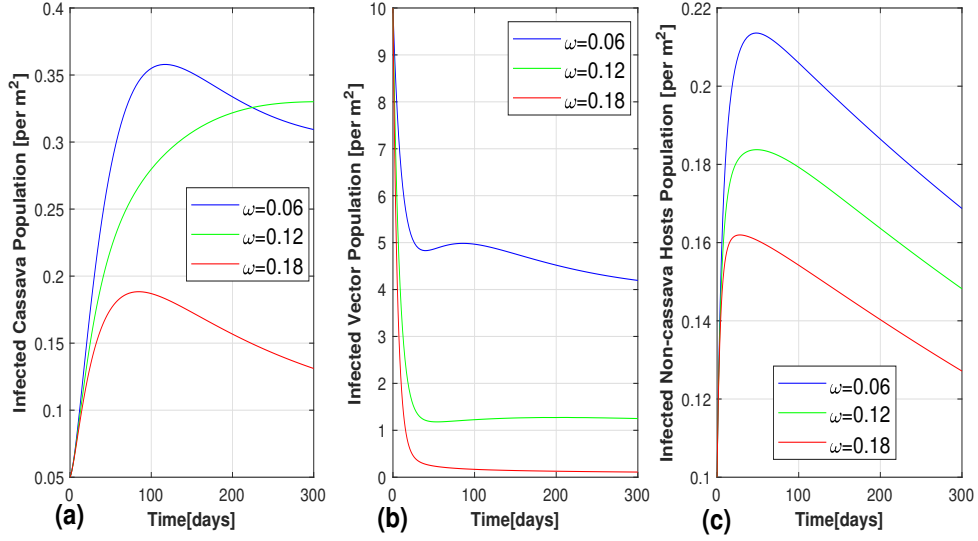 Infected Cassava Population [per m²]
0.4
0.35
0.3
0.25
0.2
0.15
0.1
0.05
ω=0.06
ω=0.12
ω=0.18
0
100
200
300
Time[days]
(a)
Infected Vector Population [per m²]
10
9
8
7
6
5
4
3
2
1
0
ω=0.06
ω=0.12
ω=0.18
0
100
200
300
Time[days]
(b)
Infected Non-cassava Hosts Population [per m²]
0.22
0.2
0.18
0.16
0.14
0.12
0.1
ω=0.06
ω=0.12
ω=0.18
0
100
200
300
Time[days]
(c)